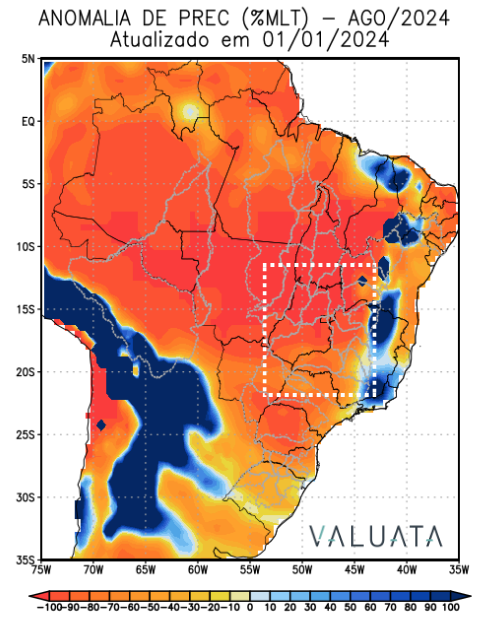 ANOMALIA DE PREC (%MLT) – AGO/2024
Atualizado em 01/01/2024
5N
EQ
5S
10S
15S
20S
25S
30S
35S
VALUATA
75W 70W 65W 60W 55W 50W 45W 40W 35W
-100 -90 -80 -70 -60 -50 -40 -30 -20 -10 0 10 20 30 40 50 60 70 80 90 100